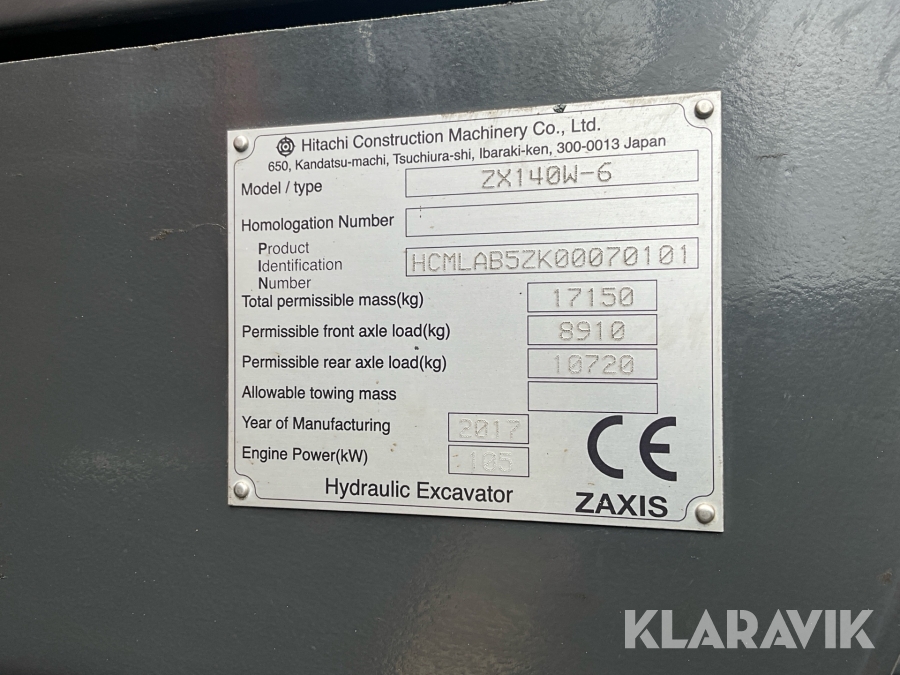 Hitachi Construction Machinery Co., Ltd.
650, Kandatsu-machi, Tsuchiura-shi, Ibaraki-ken, 300-0013 Japan
Model / type ZX140W-6
Homologation Number
Product
Identification HCMLAB5ZK00070101
Number
Total permissible mass(kg) 17150
Permissible front axle load(kg) 8910
Permissible rear axle load(kg) 10720
Allowable towing mass
Year of Manufacturing 2017
Engine Power(kW) 105
CE
Hydraulic Excavator ZAXIS
KLARAVIK